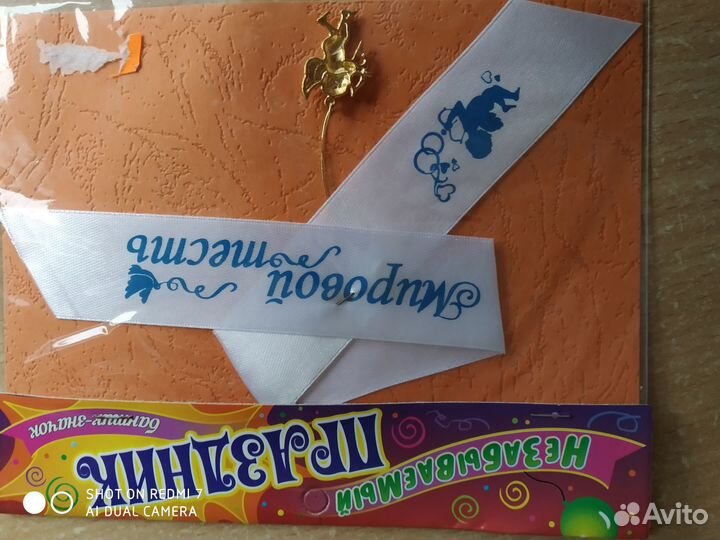 Мировой
тесть
Незабываемый
ПРАЗДНИК
бантик-значок
SHOT ON REDMI 7
AI DUAL CAMERA
Avito